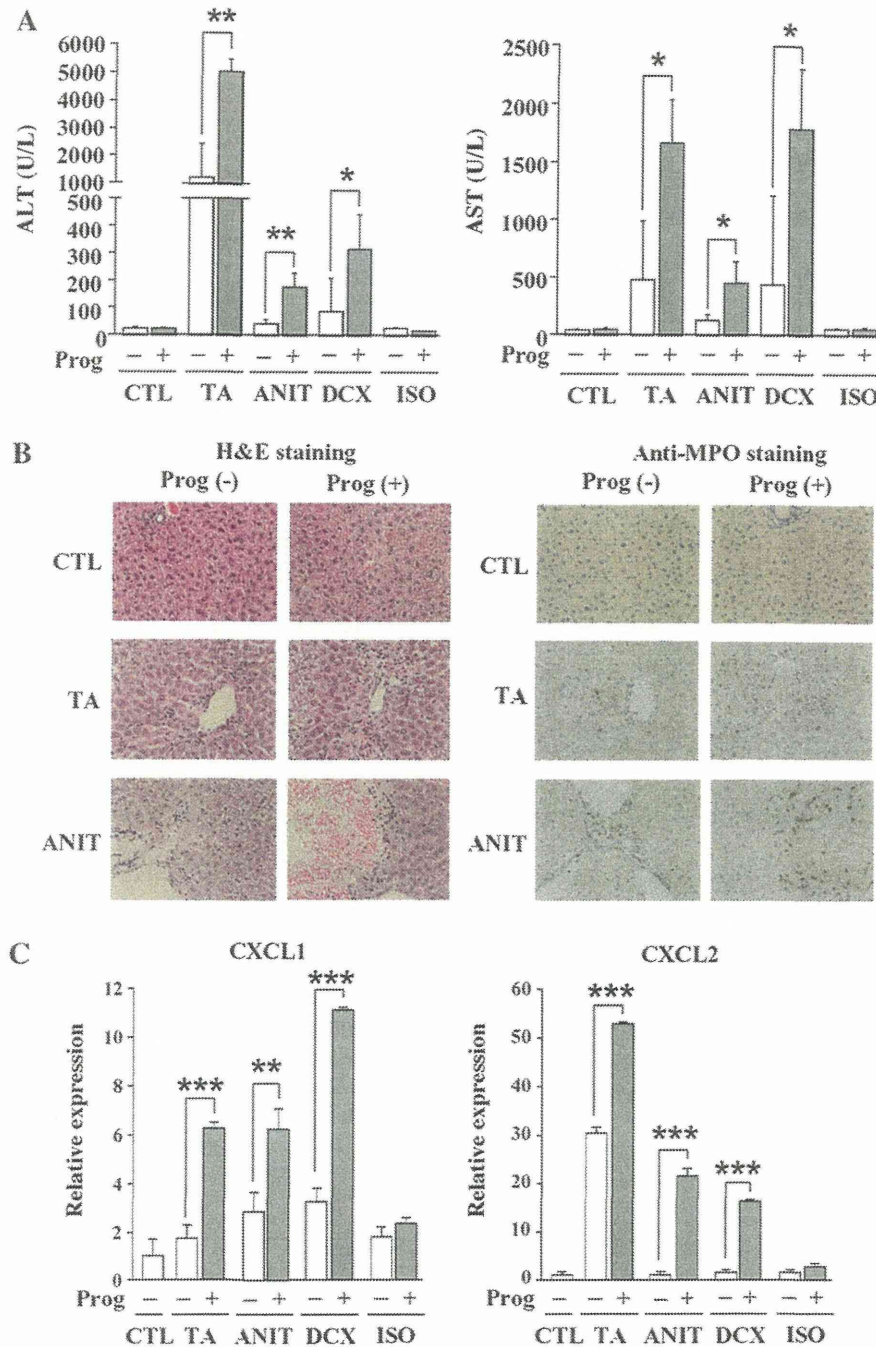 A
ALT (U/L)
6000
5000
4000
3000
2000
1000
500
400
300
200
100
0
**
**
*
Prog
− + − + − + − + − +
CTL TA ANIT DCX ISO
AST (U/L)
2500
2000
1500
1000
500
0
*
*
*
Prog
− + − + − + − + − +
CTL TA ANIT DCX ISO
B
H&E staining
Prog (-) Prog (+)
CTL
TA
ANIT
Anti-MPO staining
Prog (-) Prog (+)
CTL
TA
ANIT
C
CXCL1
Relative expression
12
10
8
6
4
2
0
***
**
***
Prog
− − + − + − + − +
CTL TA ANIT DCX ISO
CXCL2
Relative expression
60
50
40
30
20
10
0
***
***
***
Prog
− − + − + − + − +
CTL TA ANIT DCX ISO